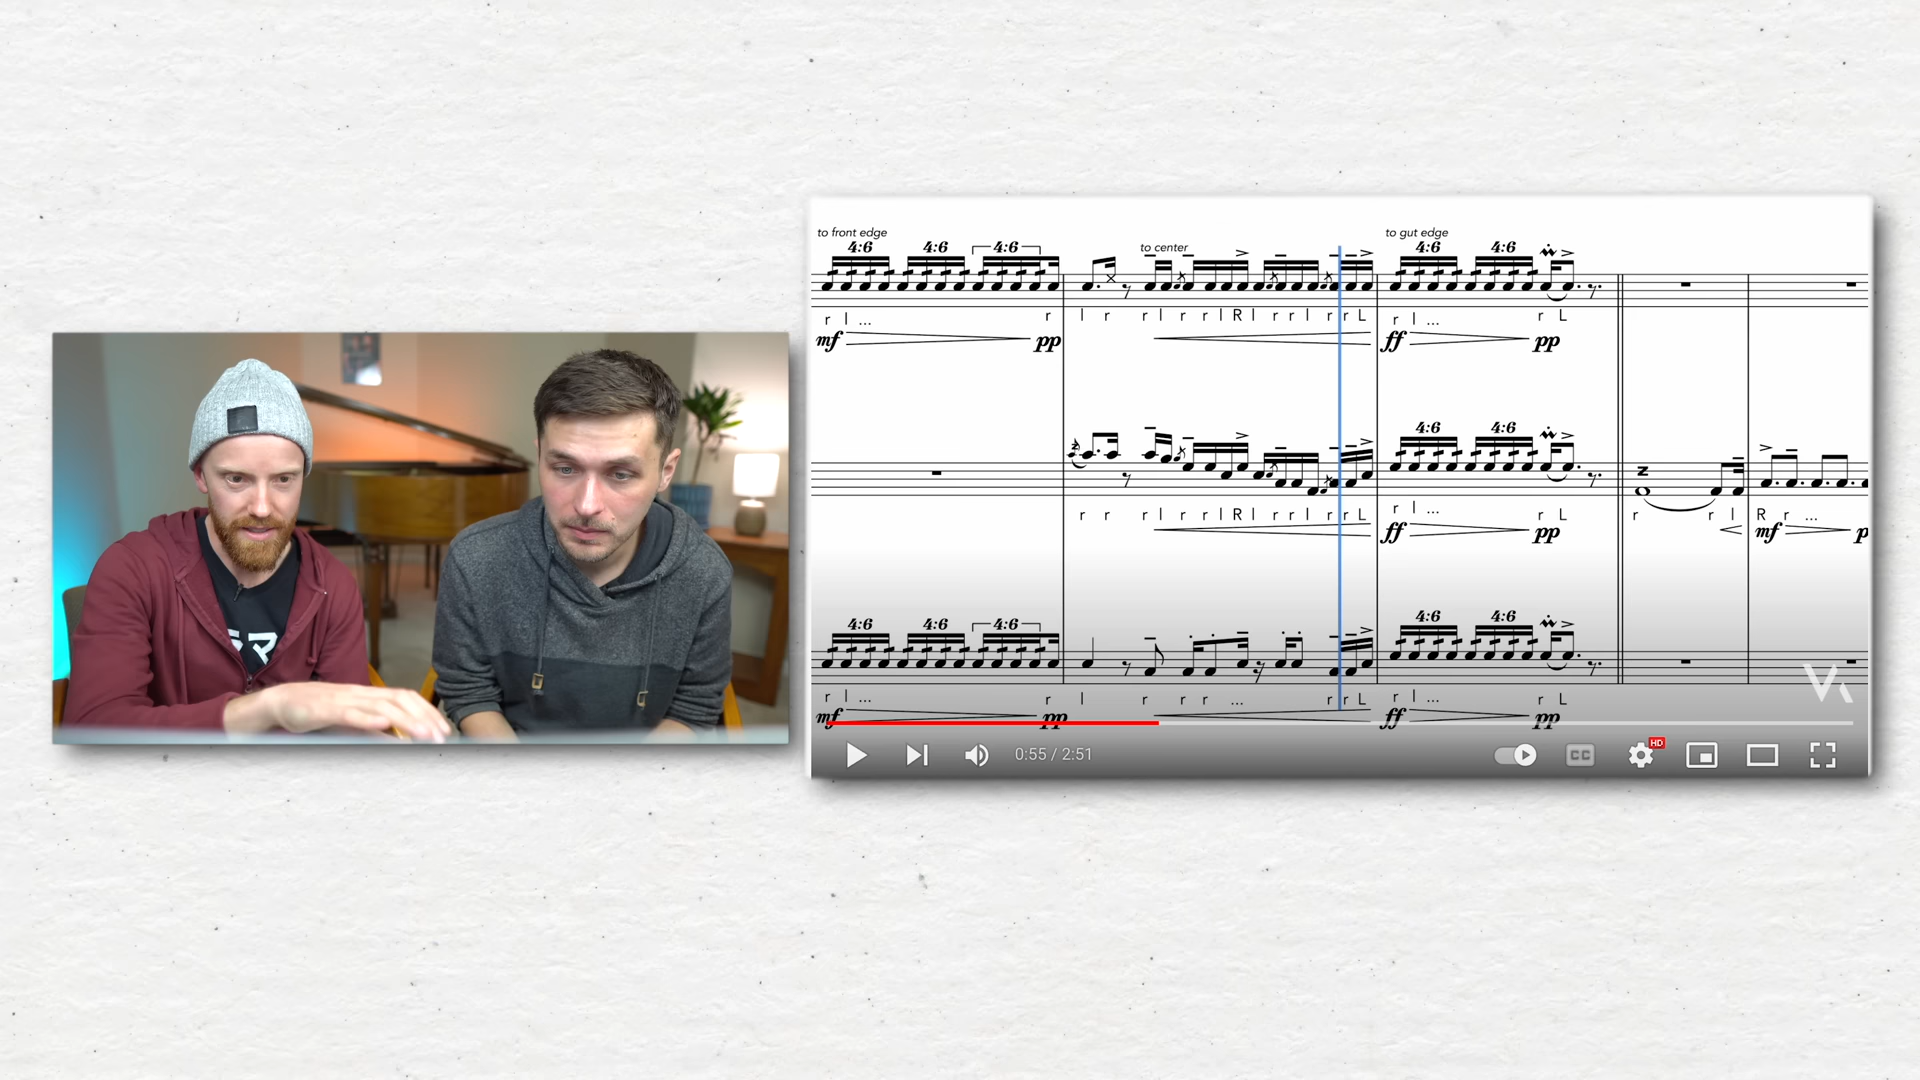 to front edge
to center
to gut edge
4:6 4:6 4:6 4:6 4:6
r l ... r l r r l r r l R l r r l r r L r l ... r L
mf pp ff pp
4:6 4:6
z
z
r r r l r r l R l r r l r r L r l ... r L r r l R r ...
ff pp mf p
4:6 4:6 4:6 4:6 4:6
r l ... r l r r r ... r r L r l ... r L
mf pp ff pp
0:55 / 2:51
CC
HD